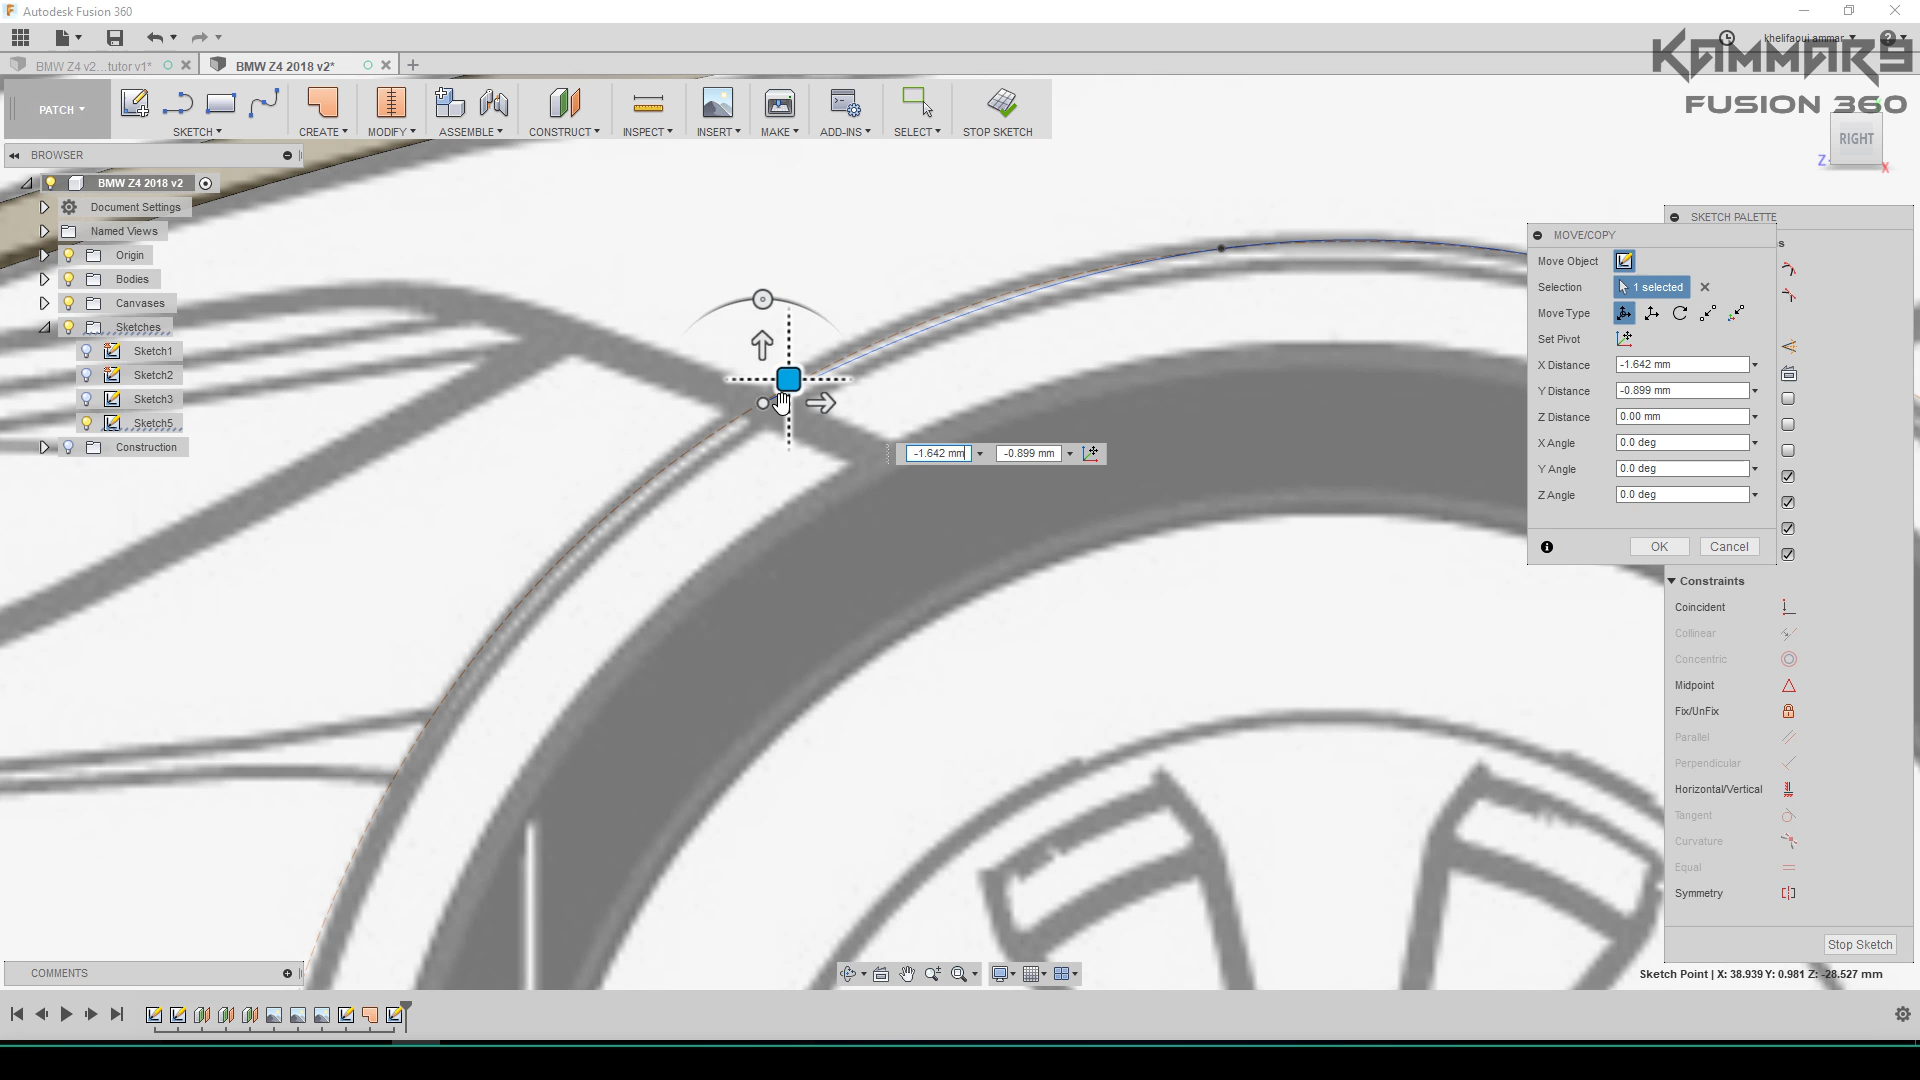 Autodesk Fusion 360
khelifaoui ammar
KAMMAR9
FUSION 360
BMW Z4 v2...tutor v1*
BMW Z4 2018 v2*
PATCH
SKETCH
CREATE
MODIFY
ASSEMBLE
CONSTRUCT
INSPECT
INSERT
MAKE
ADD-INS
SELECT
STOP SKETCH
RIGHT
Z
X
BROWSER
BMW Z4 2018 v2
Document Settings
Named Views
Origin
Bodies
Canvases
Sketches
Sketch1
Sketch2
Sketch3
Sketch5
Construction
SKETCH PALETTE
MOVE/COPY
Move Object
Selection
1 selected
Move Type
Set Pivot
X Distance
-1.642 mm
Y Distance
-0.899 mm
Z Distance
0.00 mm
X Angle
0.0 deg
Y Angle
0.0 deg
Z Angle
0.0 deg
OK
Cancel
-1.642 mm
-0.899 mm
Constraints
Coincident
Collinear
Concentric
Midpoint
Fix/UnFix
Parallel
Perpendicular
Horizontal/Vertical
Tangent
Curvature
Equal
Symmetry
Stop Sketch
COMMENTS
Sketch Point | X: 38.939 Y: 0.981 Z: -28.527 mm